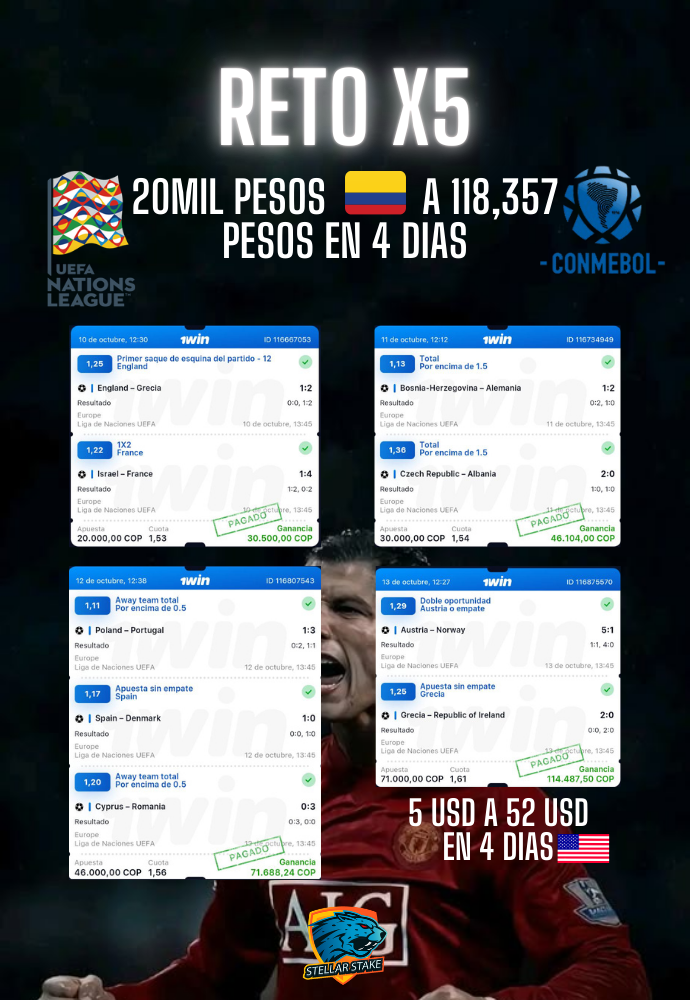 RETO X5
20MIL PESOS A 118,357
PESOS EN 4 DIAS
UEFA
NATIONS
LEAGUE™
-CONMEBOL-
10 de octubre, 12:30 1win ID 116667053
1,25 Primer saque de esquina del partido - 12
England
England – Grecia 1:2
Resultado 0:0, 1:2
Europe
Liga de Naciones UEFA 10 de octubre, 13:45
1,22 1X2
France
Israel – France 1:4
Resultado 1:2, 0:2
Europe
Liga de Naciones UEFA 10 de octubre, 13:45
PAGADO
Apuesta Cuota Ganancia
20.000,00 COP 1,53 30.500,00 COP
11 de octubre, 12:12 1win ID 116734949
1,13 Total
Por encima de 1.5
Bosnia-Herzegovina – Alemania 1:2
Resultado 0:2, 1:0
Europe
Liga de Naciones UEFA 11 de octubre, 13:45
1,36 Total
Por encima de 1.5
Czech Republic – Albania 2:0
Resultado 1:0, 1:0
Europe
Liga de Naciones UEFA 11 de octubre, 13:45
PAGADO
Apuesta Cuota Ganancia
30.000,00 COP 1,54 46.104,00 COP
12 de octubre, 12:38 1win ID 116807543
1,11 Away team total
Por encima de 0.5
Poland – Portugal 1:3
Resultado 0:2, 1:1
Europe
Liga de Naciones UEFA 12 de octubre, 13:45
1,17 Apuesta sin empate
Spain
Spain – Denmark 1:0
Resultado 0:0, 1:0
Europe
Liga de Naciones UEFA 12 de octubre, 13:45
1,20 Away team total
Por encima de 0.5
Cyprus – Romania 0:3
Resultado 0:3, 0:0
Europe
Liga de Naciones UEFA de octubre, 13:45
PAGADO
Apuesta Cuota Ganancia
46.000,00 COP 1,56 71.688,24 COP
13 de octubre, 12:27 1win ID 116875570
1,29 Doble oportunidad
Austria o empate
Austria – Norway 5:1
Resultado 1:1, 4:0
Europe
Liga de Naciones UEFA 13 de octubre, 13:45
1,25 Apuesta sin empate
Grecia
Grecia – Republic of Ireland 2:0
Resultado 0:0, 2:0
Europe
Liga de Naciones UEFA 13 de octubre, 13:45
PAGADO
Apuesta Cuota Ganancia
71.000,00 COP 1,61 114.487,50 COP
5 USD A 52 USD
EN 4 DIAS
AIG
STELLAR STAKE